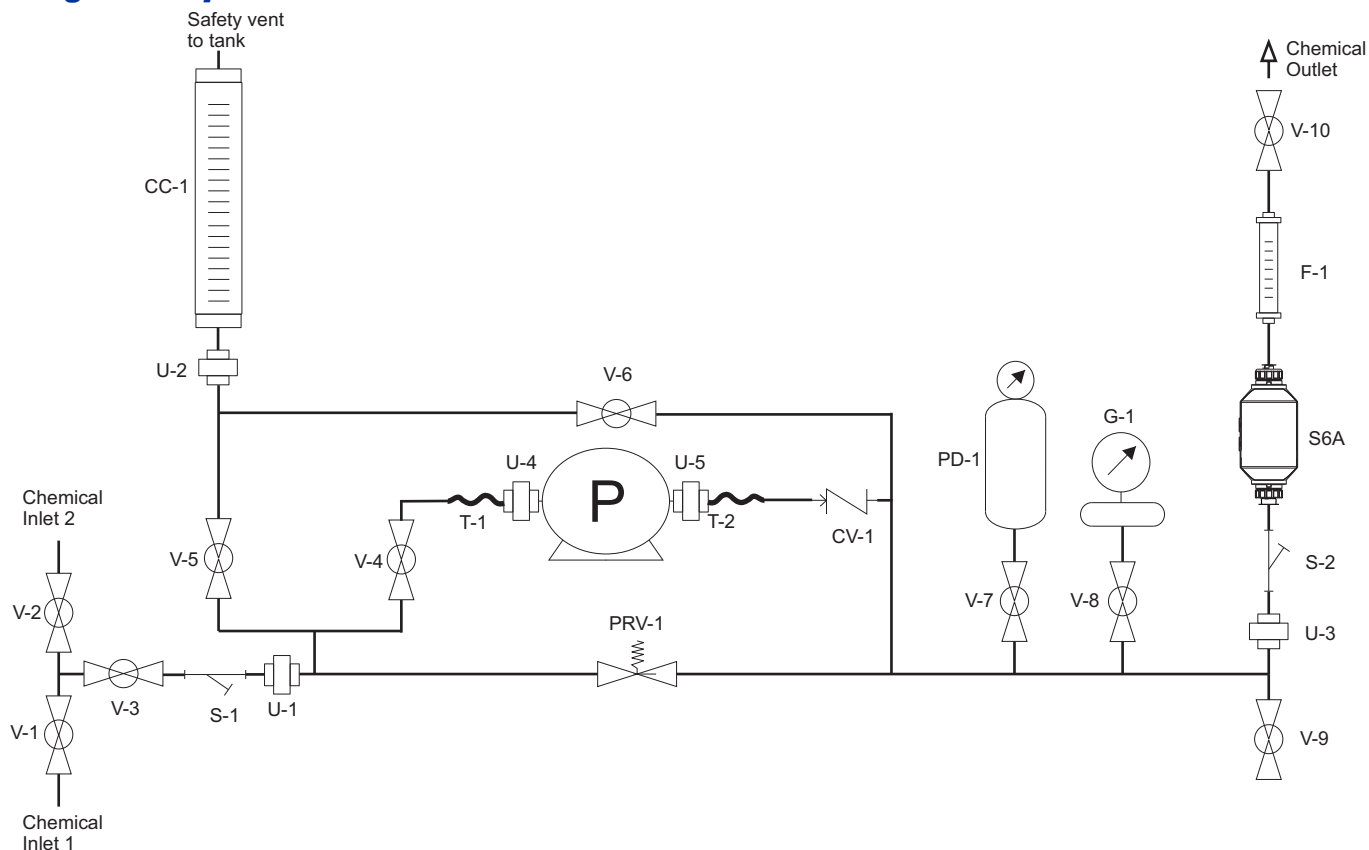 Safety vent
to tank
Chemical
Outlet
V-10
CC-1
F-1
U-2
V-6
G-1
PD-1
S6A
U-4
U-5
P
Chemical
Inlet 2
T-1
T-2
CV-1
V-5
V-4
S-2
V-2
V-7
V-8
PRV-1
U-3
V-3
S-1
U-1
V-1
V-9
Chemical
Inlet 1